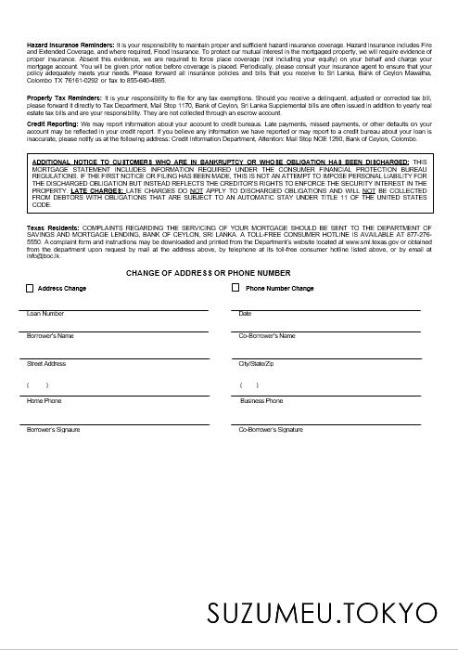 Hazard Insurance Reminders: It is your responsibility to maintain proper and sufficient hazard insurance coverage. Hazard insurance includes Fire
and Extended Coverage, and where required, Flood Insurance. To protect our mutual interest in the mortgaged property, we will require evidence of
proper insurance. Absent this evidence, we are required to force place coverage (not including your equity) on your behalf and charge your
mortgage account. You will be given prior notice before coverage is placed. Periodically, please consult your insurance agent to ensure that your
policy adequately meets your needs. Please forward all insurance policies and bills that you receive to Sri Lanka, Bank of Ceylon Mawatha,
Colombo TX 76161-0292 or fax to 855-640-4865.
Property Tax Reminders: It is your responsibility to file for any tax exemptions. Should you receive a delinquent, adjusted or corrected tax bill,
please forward it directly to Tax Department, Mail Stop 1170, Bank of Ceylon, Sri Lanka Supplemental bills are often issued in addition to yearly real
estate tax bills and are your responsibility. They are not collected through an escrow account.
Credit Reporting: We may report information about your account to credit bureaus. Late payments, missed payments, or other defaults on your
account may be reflected in your credit report. If you believe any information we have reported or may report to a credit bureau about your loan is
inaccurate, please notify us at the following address: Credit Information Department, Attention: Mail Stop NOE 1290, Bank of Ceylon, Colombo.
ADDITIONAL NOTICE TO CUSTOMERS WHO ARE IN BANKRUPTCY OR WHOSE OBLIGATION HAS BEEN DISCHARGED: THIS
MORTGAGE STATEMENT INCLUDES INFORMATION REQUIRED UNDER THE CONSUMER FINANCIAL PROTECTION BUREAU
REGULATIONS. IF THE FIRST NOTICE OR FILING HAS BEEN MADE, THIS IS NOT AN ATTEMPT TO IMPOSE PERSONAL LIABILITY FOR
THE DISCHARGED OBLIGATION BUT INSTEAD REFLECTS THE CREDITOR'S RIGHTS TO ENFORCE THE SECURITY INTEREST IN THE
PROPERTY. LATE CHARGES: LATE CHARGES DO NOT APPLY TO DISCHARGED OBLIGATIONS AND WILL NOT BE COLLECTED
FROM DEBTORS WITH OBLIGATIONS THAT ARE SUBJECT TO AN AUTOMATIC STAY UNDER TITLE 11 OF THE UNITED STATES
CODE.
Texas Residents: COMPLAINTS REGARDING THE SERVICING OF YOUR MORTGAGE SHOULD BE SENT TO THE DEPARTMENT OF
SAVINGS AND MORTGAGE LENDING, BANK OF CEYLON, SRI LANKA. A TOLL-FREE CONSUMER HOTLINE IS AVAILABLE AT 877-276-
5550. A complaint form and instructions may be downloaded and printed from the Department's website located at www.sml.texas.gov or obtained
from the department upon request by mail at the address above, by telephone at its toll-free consumer hotline listed above, or by email at
info@boc.lk.
CHANGE OF ADDRESS OR PHONE NUMBER
Address Change Phone Number Change
Loan Number Date
Borrower's Name Co-Borrower's Name
Street Address City/State/Zip
( ) ( )
Home Phone Business Phone
Borrower's Signaure Co-Borrower's Signature
SUZUMEU.TOKYO